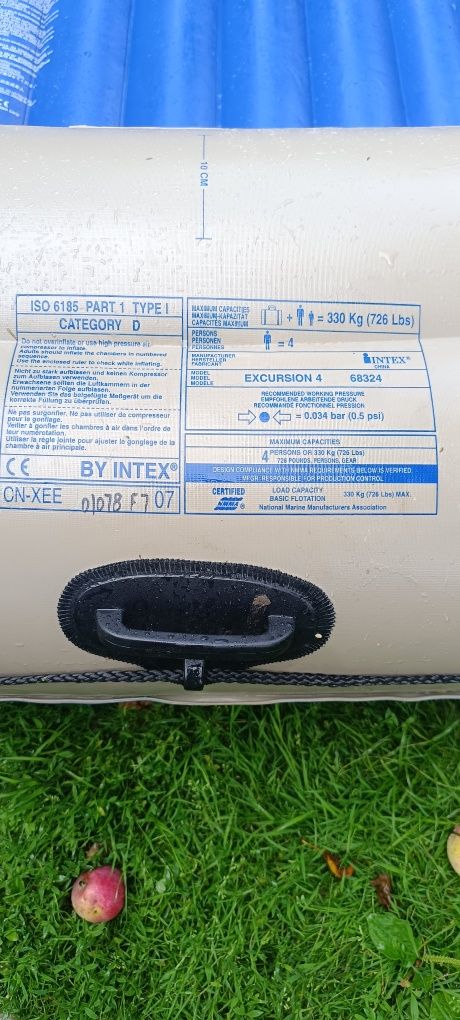 10 CM
ISO 6185 PART 1 TYPE I
CATEGORY D
Do not overinflate or use high pressure air
compressor to inflate.
Adults should inflate the chambers in numbered
sequence.
Use the enclosed ruler to check while inflating.
Nicht zu stark aufblasen und keinen Kompressor
zum Aufblasen verwenden.
Erwachsene sollten die Luftkammern in der
nummerierten Folge aufblasen.
Verwenden Sie das beigefügte Meßgerät um die
korrekte Füllung zu überprüfen.
Ne pas surgonfler. Ne pas utiliser de compresseur
pour le gonflage.
Veiller à gonfler les chambres à air dans l'ordre de
leur numérotation.
Utiliser la règle jointe pour ajuster le gonglage de la
chambre à air principale.
CE BY INTEX®
CN-XEE 01078 F7 07
MAXIMUM CAPACITIES
MAXIMUM-KAPAZITÄT
CAPACITÉS MAXIMUM
+ = 330 Kg (726 Lbs)
PERSONS
PERSONEN
PERSONNES
= 4
MANUFACTURER
HERSTELLER
FABRICANT
INTEX®
CHINA
MODEL
MODEL
MODELE
EXCURSION 4 68324
RECOMMENDED WORKING PRESSURE
EMPFOHLENE ARBEITENDE DRUCK
RECOMMANDÉE FONCTIONNEL PRESSION
= 0.034 bar (0.5 psi)
MAXIMUM CAPACITIES
4 PERSONS OR 330 Kg (726 Lbs)
726 POUNDS, PERSONS, GEAR
DESIGN COMPLIANCE WITH NMMA REQUIREMENTS BELOW IS VERIFIED.
MFGR. RESPONSIBLE FOR PRODUCTION CONTROL
CERTIFIED
NMMA®
LOAD CAPACITY 330 Kg (726 Lbs) MAX.
BASIC FLOTATION
National Marine Manufacturers Association